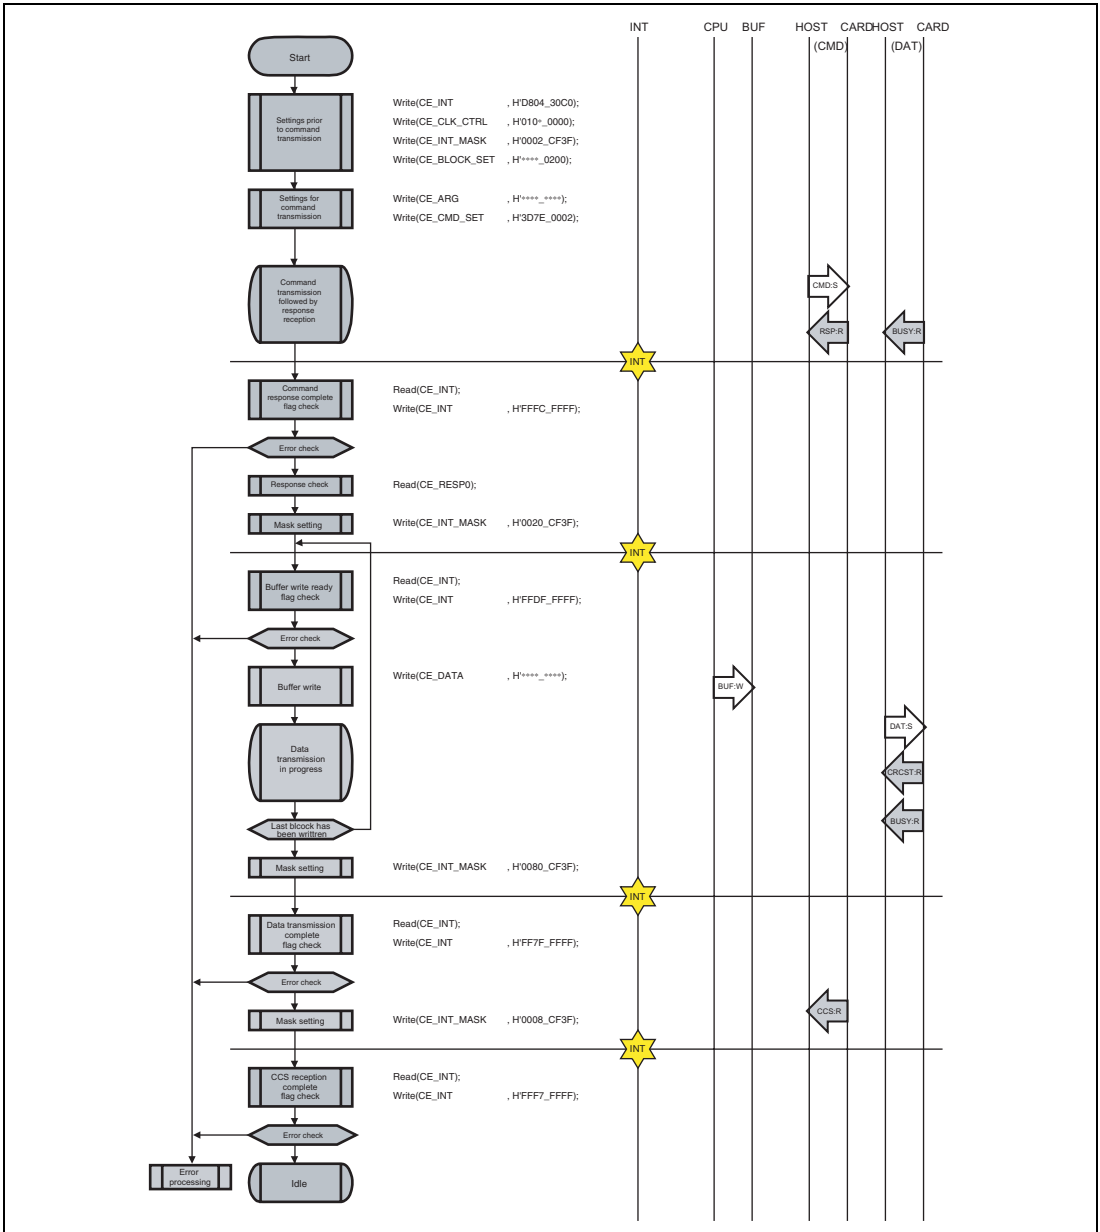 INT CPU BUF HOST CARDHOST CARD
(CMD) (DAT)
Start
Settings prior
to command
transmission
Write(CE_INT , H'D804_30C0);
Write(CE_CLK_CTRL , H'010*_0000);
Write(CE_INT_MASK , H'0002_CF3F);
Write(CE_BLOCK_SET , H'****_0200);
Settings for
command
transmission
Write(CE_ARG , H'****_****);
Write(CE_CMD_SET , H'3D7E_0002);
Command
transmission
followed by
response
reception
CMD:S
RSP:R BUSY:R
INT
Command
response complete
flag check
Read(CE_INT);
Write(CE_INT , H'FFFC_FFFF);
Error check
Response check
Read(CE_RESP0);
Mask setting
Write(CE_INT_MASK , H'0020_CF3F);
INT
Buffer write ready
flag check
Read(CE_INT);
Write(CE_INT , H'FFDF_FFFF);
Error check
Buffer write
Write(CE_DATA , H'****_****);
BUF:W
Data
transmission
in progress
DAT:S
CRCST:R
BUSY:R
Last blcock has
been writtren
Mask setting
Write(CE_INT_MASK , H'0080_CF3F);
INT
Data transmission
complete
flag check
Read(CE_INT);
Write(CE_INT , H'FF7F_FFFF);
Error check
Mask setting
Write(CE_INT_MASK , H'0008_CF3F);
CCS:R
INT
CCS reception
complete
flag check
Read(CE_INT);
Write(CE_INT , H'FFF7_FFFF);
Error check
Error
processing
Idle